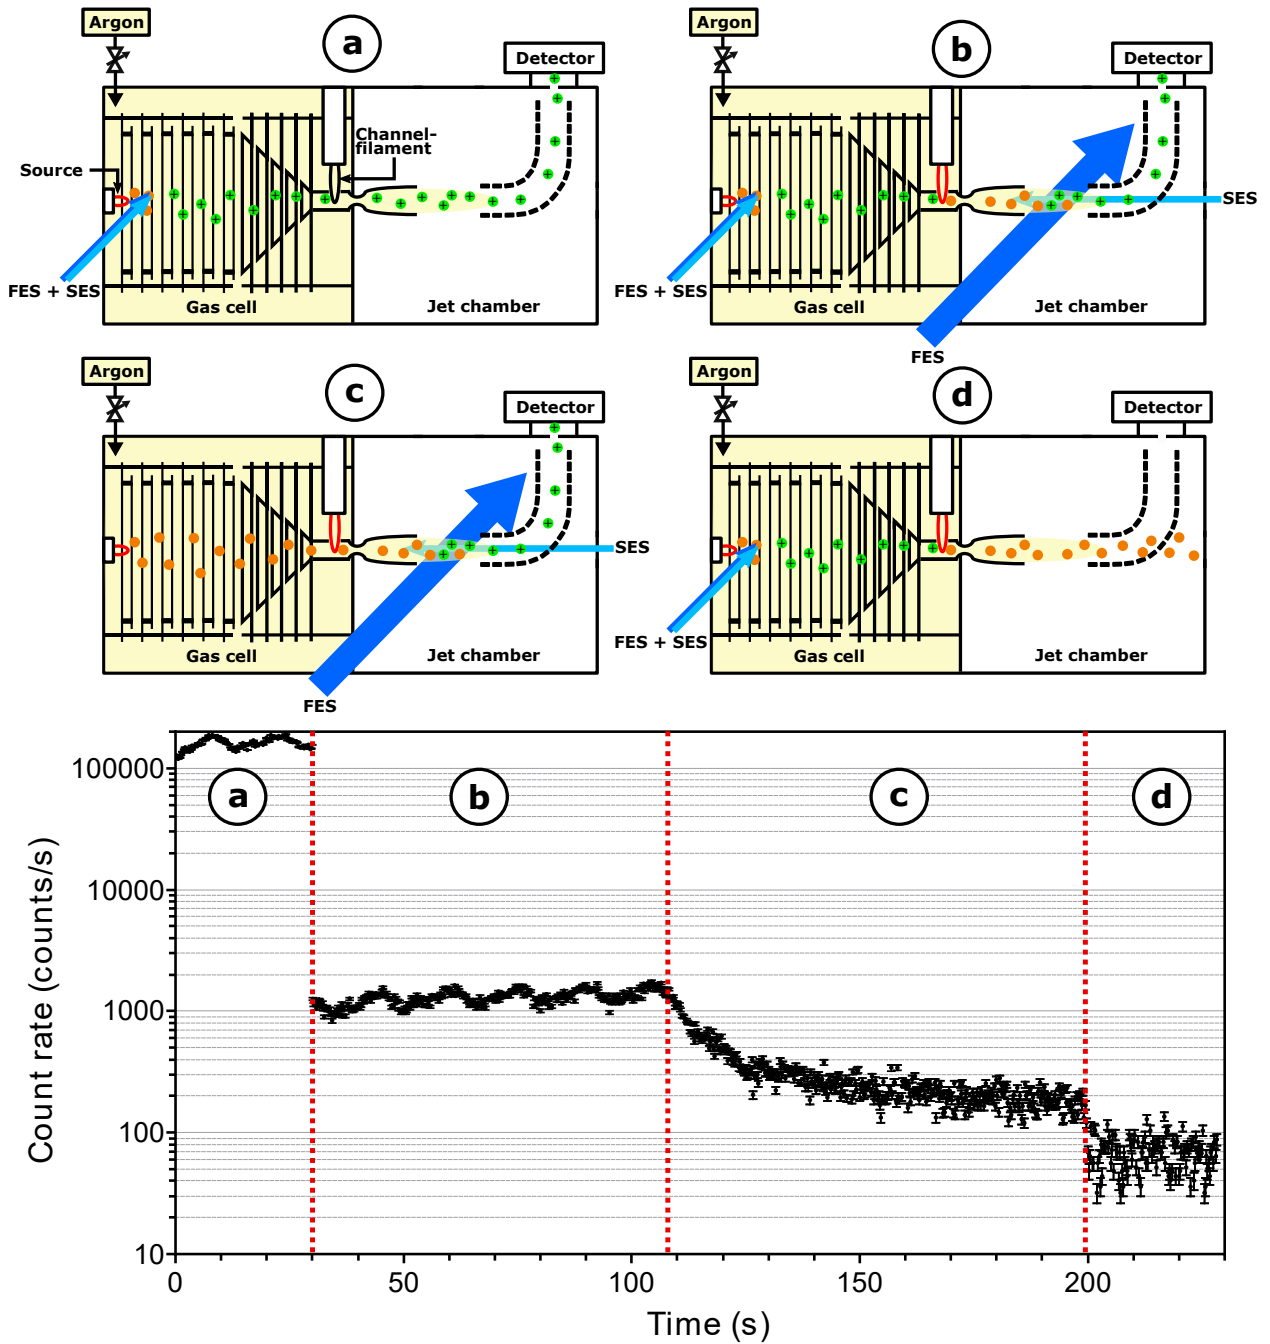 Argon
a
Detector
Channel-
filament
Source
FES + SES
Gas cell
Jet chamber
Argon
b
Detector
SES
FES + SES
Gas cell
Jet chamber
FES
Argon
c
Detector
SES
Gas cell
Jet chamber
FES
Argon
d
Detector
FES + SES
Gas cell
Jet chamber
Count rate (counts/s)
100000
10000
1000
100
10
a
b
c
d
0
50
100
150
200
Time (s)